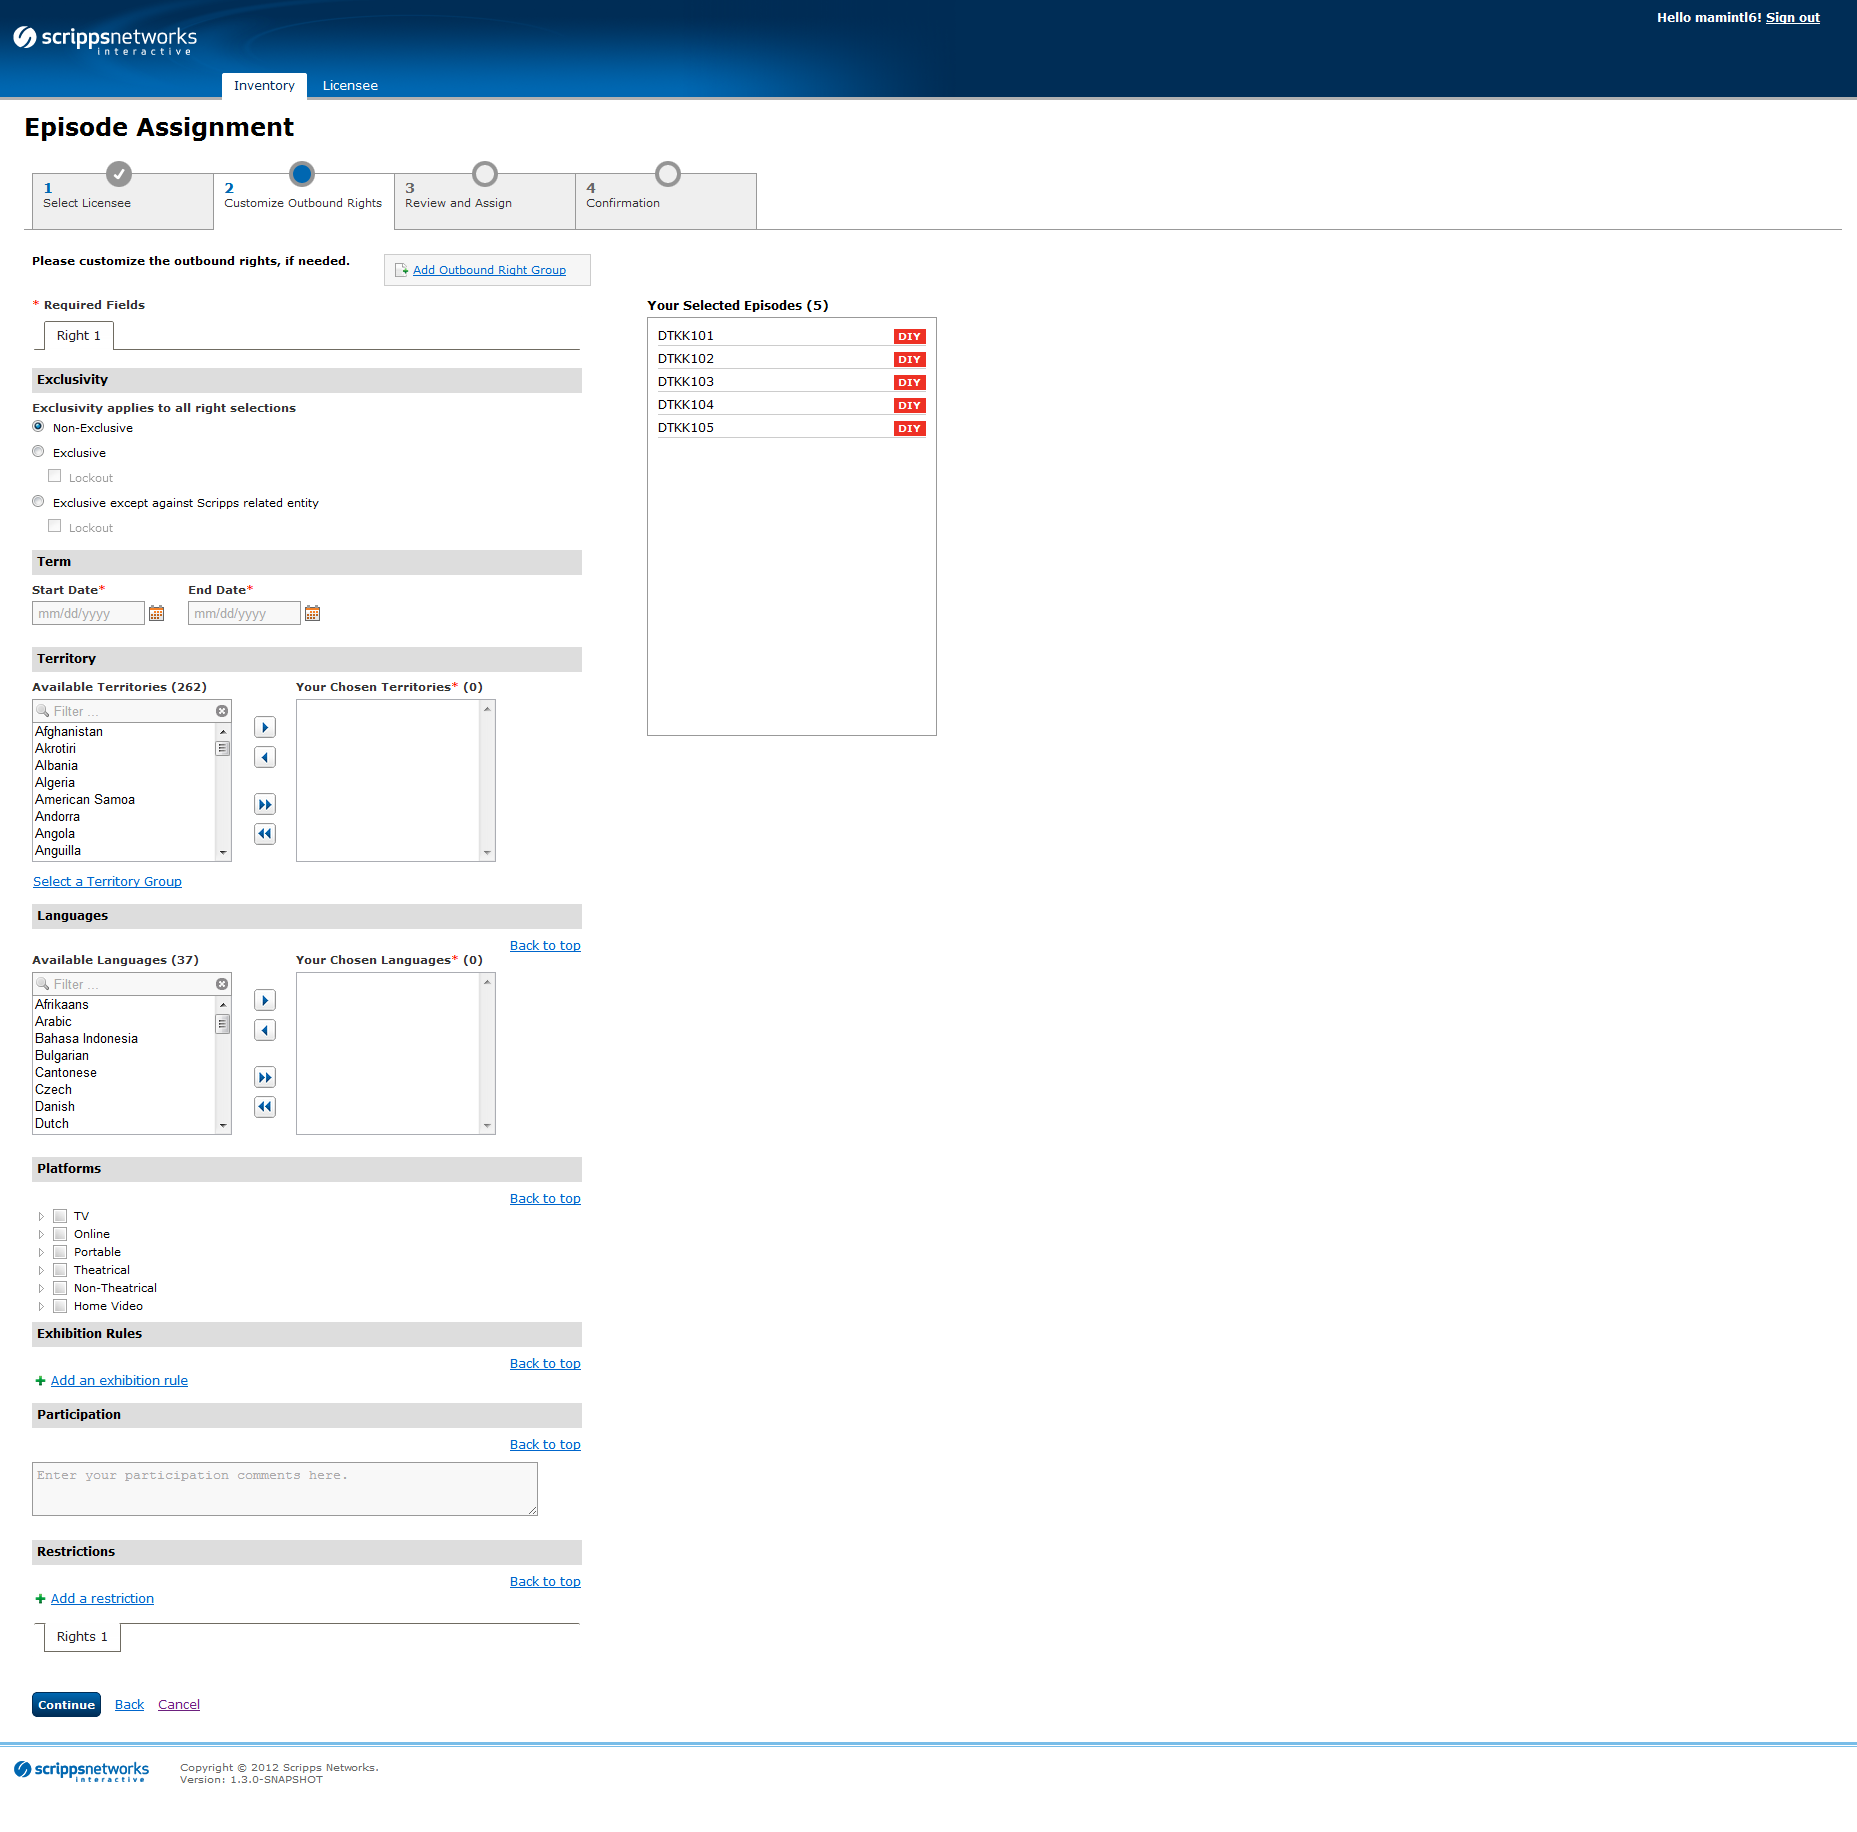 Hello mamintl6! Sign out
scrippsnetworks
interactive
Inventory
Licensee
Episode Assignment
1
Select Licensee
2
Customize Outbound Rights
3
Review and Assign
4
Confirmation
Please customize the outbound rights, if needed.
Add Outbound Right Group
* Required Fields
Right 1
Exclusivity
Exclusivity applies to all right selections
Non-Exclusive
Exclusive
Lockout
Exclusive except against Scripps related entity
Lockout
Term
Start Date*
End Date*
mm/dd/yyyy
mm/dd/yyyy
Territory
Available Territories (262)
Your Chosen Territories* (0)
Filter ...
Afghanistan
Akrotiri
Albania
Algeria
American Samoa
Andorra
Angola
Anguilla
Select a Territory Group
Languages
Back to top
Available Languages (37)
Your Chosen Languages* (0)
Filter ...
Afrikaans
Arabic
Bahasa Indonesia
Bulgarian
Cantonese
Czech
Danish
Dutch
Platforms
Back to top
TV
Online
Portable
Theatrical
Non-Theatrical
Home Video
Exhibition Rules
Back to top
Add an exhibition rule
Participation
Back to top
Enter your participation comments here.
Restrictions
Back to top
Add a restriction
Rights 1
Your Selected Episodes (5)
DTKK101 DIY
DTKK102 DIY
DTKK103 DIY
DTKK104 DIY
DTKK105 DIY
Continue Back Cancel
scrippsnetworks
interactive
Copyright © 2012 Scripps Networks.
Version: 1.3.0-SNAPSHOT